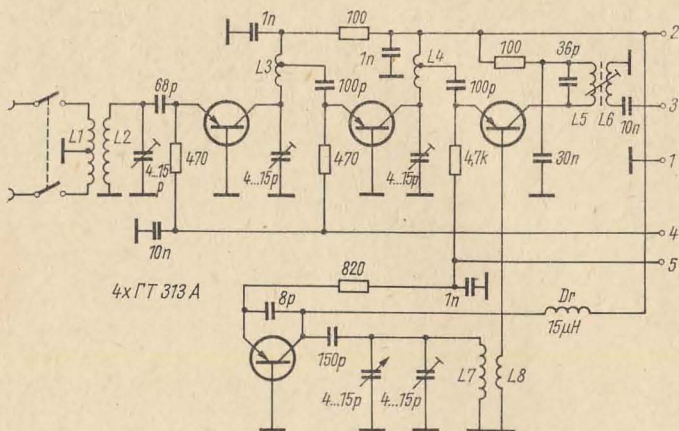 1n
100
2
1n
L3
L4
100
36p
68p
100p
100p
L1
L2
L5
L6
3
10n
4...15
p
470
4...15p
470
4...15p
4,7k
30n
1
10n
4
5
4xГТ 313 A
820
1n
8p
Dr
15µH
150p
4...15p
4...15p
L7
L8